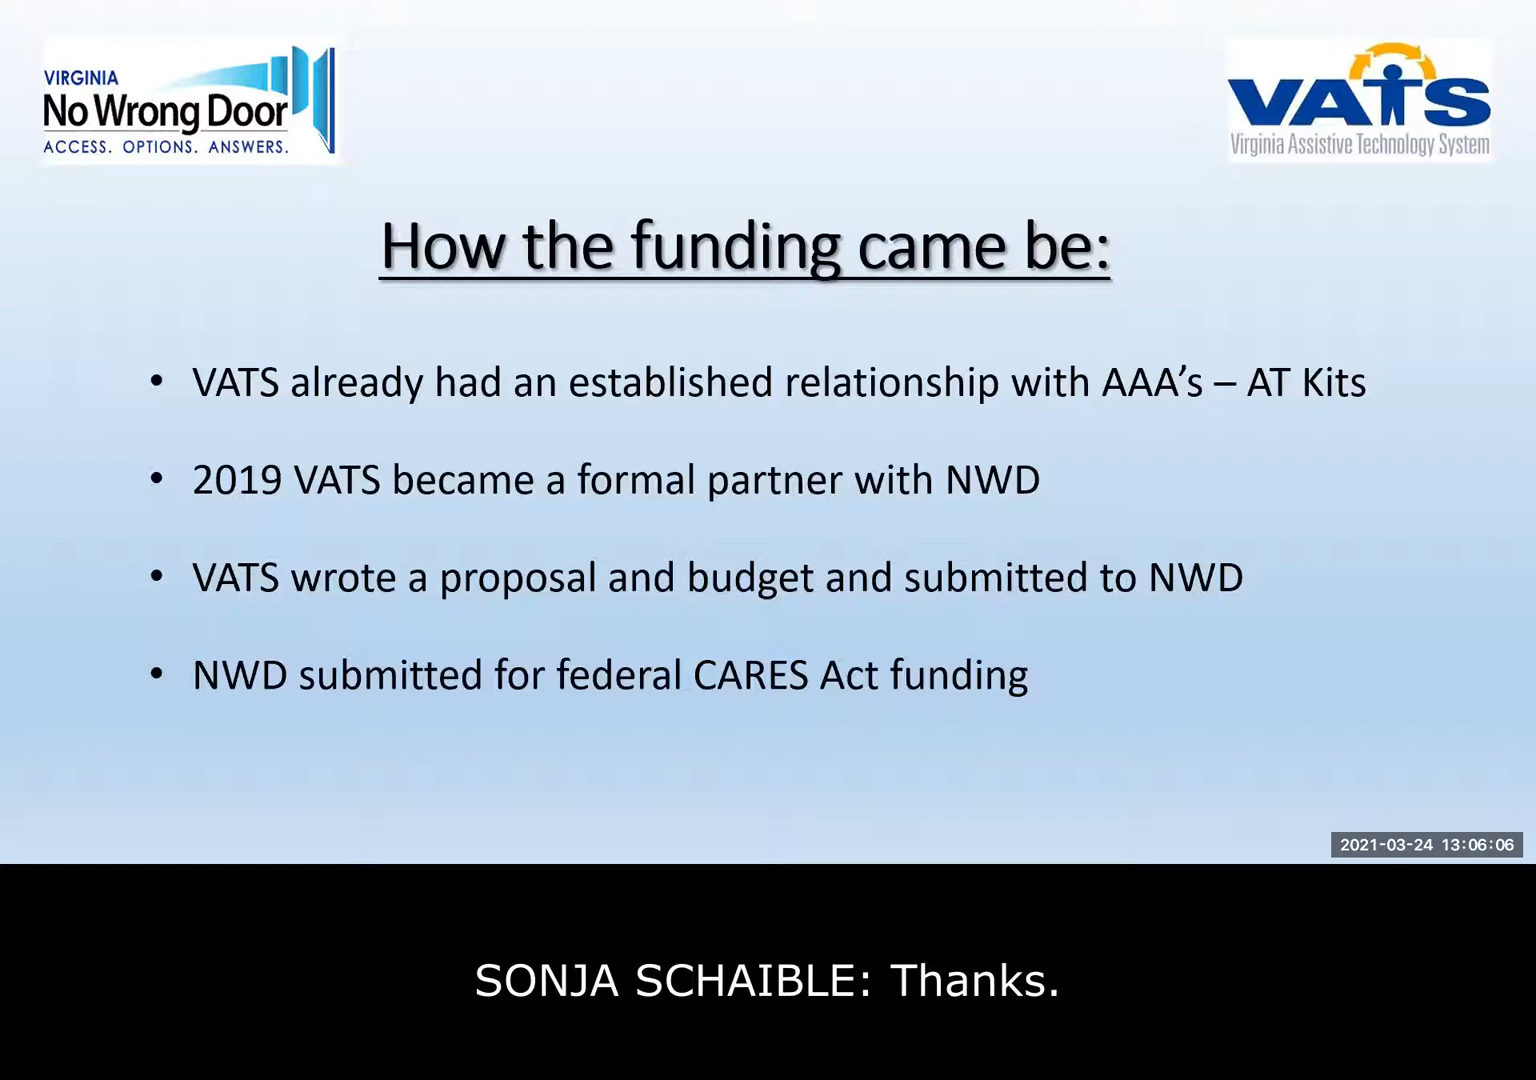 VIRGINIA
No Wrong Door
ACCESS. OPTIONS. ANSWERS.
VATS
Virginia Assistive Technology System
How the funding came be:
• VATS already had an established relationship with AAA’s – AT Kits
• 2019 VATS became a formal partner with NWD
• VATS wrote a proposal and budget and submitted to NWD
• NWD submitted for federal CARES Act funding
2021-03-24 13:06:06
SONJA SCHAIBLE: Thanks.